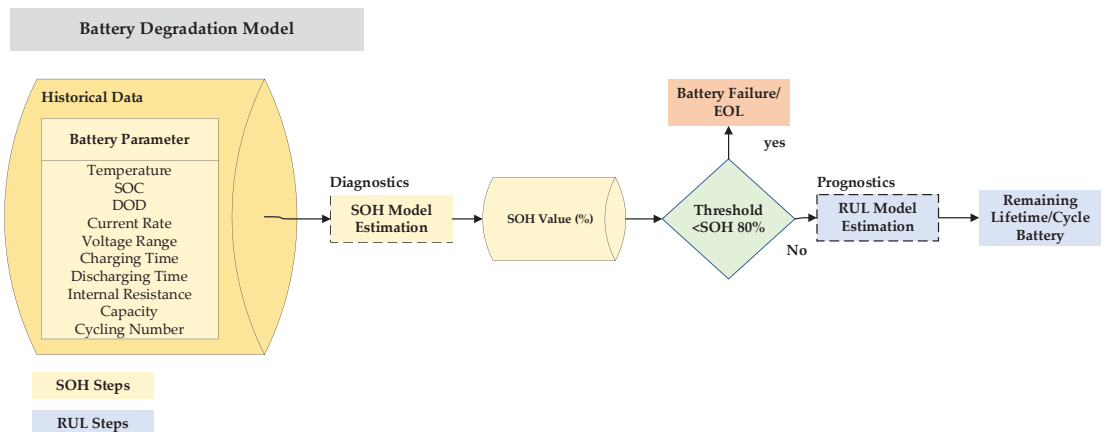 Battery Degradation Model
Historical Data
Battery Parameter
Temperature
SOC
DOD
Current Rate
Voltage Range
Charging Time
Discharging Time
Internal Resistance
Capacity
Cycling Number
Diagnostics
SOH Model
Estimation
SOH Value (%)
Battery Failure/
EOL
yes
Threshold
<SOH 80%
No
Prognostics
RUL Model
Estimation
Remaining
Lifetime/Cycle
Battery
SOH Steps
RUL Steps